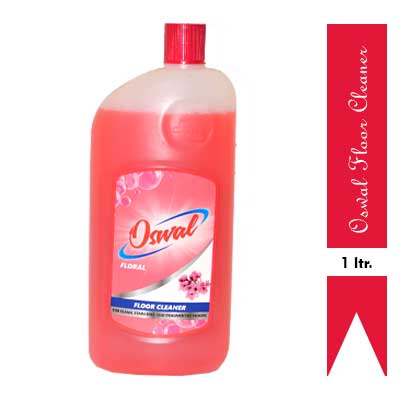 Oswal
FLORAL
FLOOR CLEANER
Oswal Floor Cleaner
1 ltr.